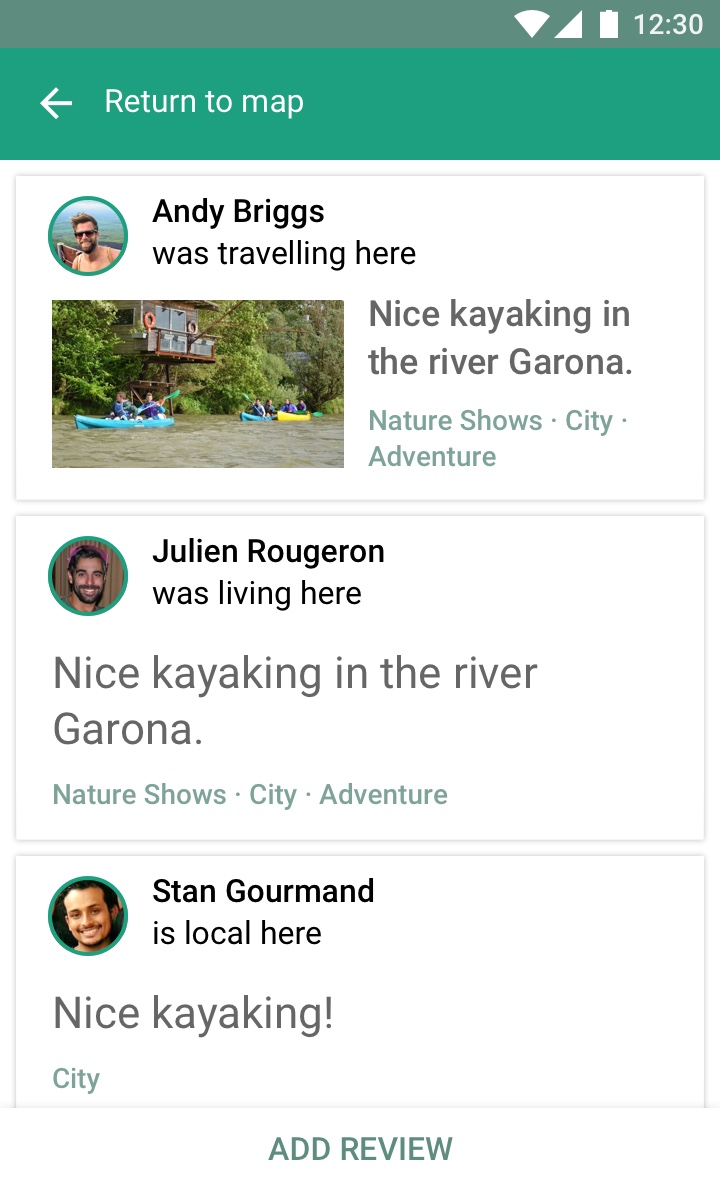 12:30
Return to map
Andy Briggs
was travelling here
Nice kayaking in
the river Garona.
Nature Shows · City ·
Adventure
Julien Rougeron
was living here
Nice kayaking in the river
Garona.
Nature Shows · City · Adventure
Stan Gourmand
is local here
Nice kayaking!
City
ADD REVIEW